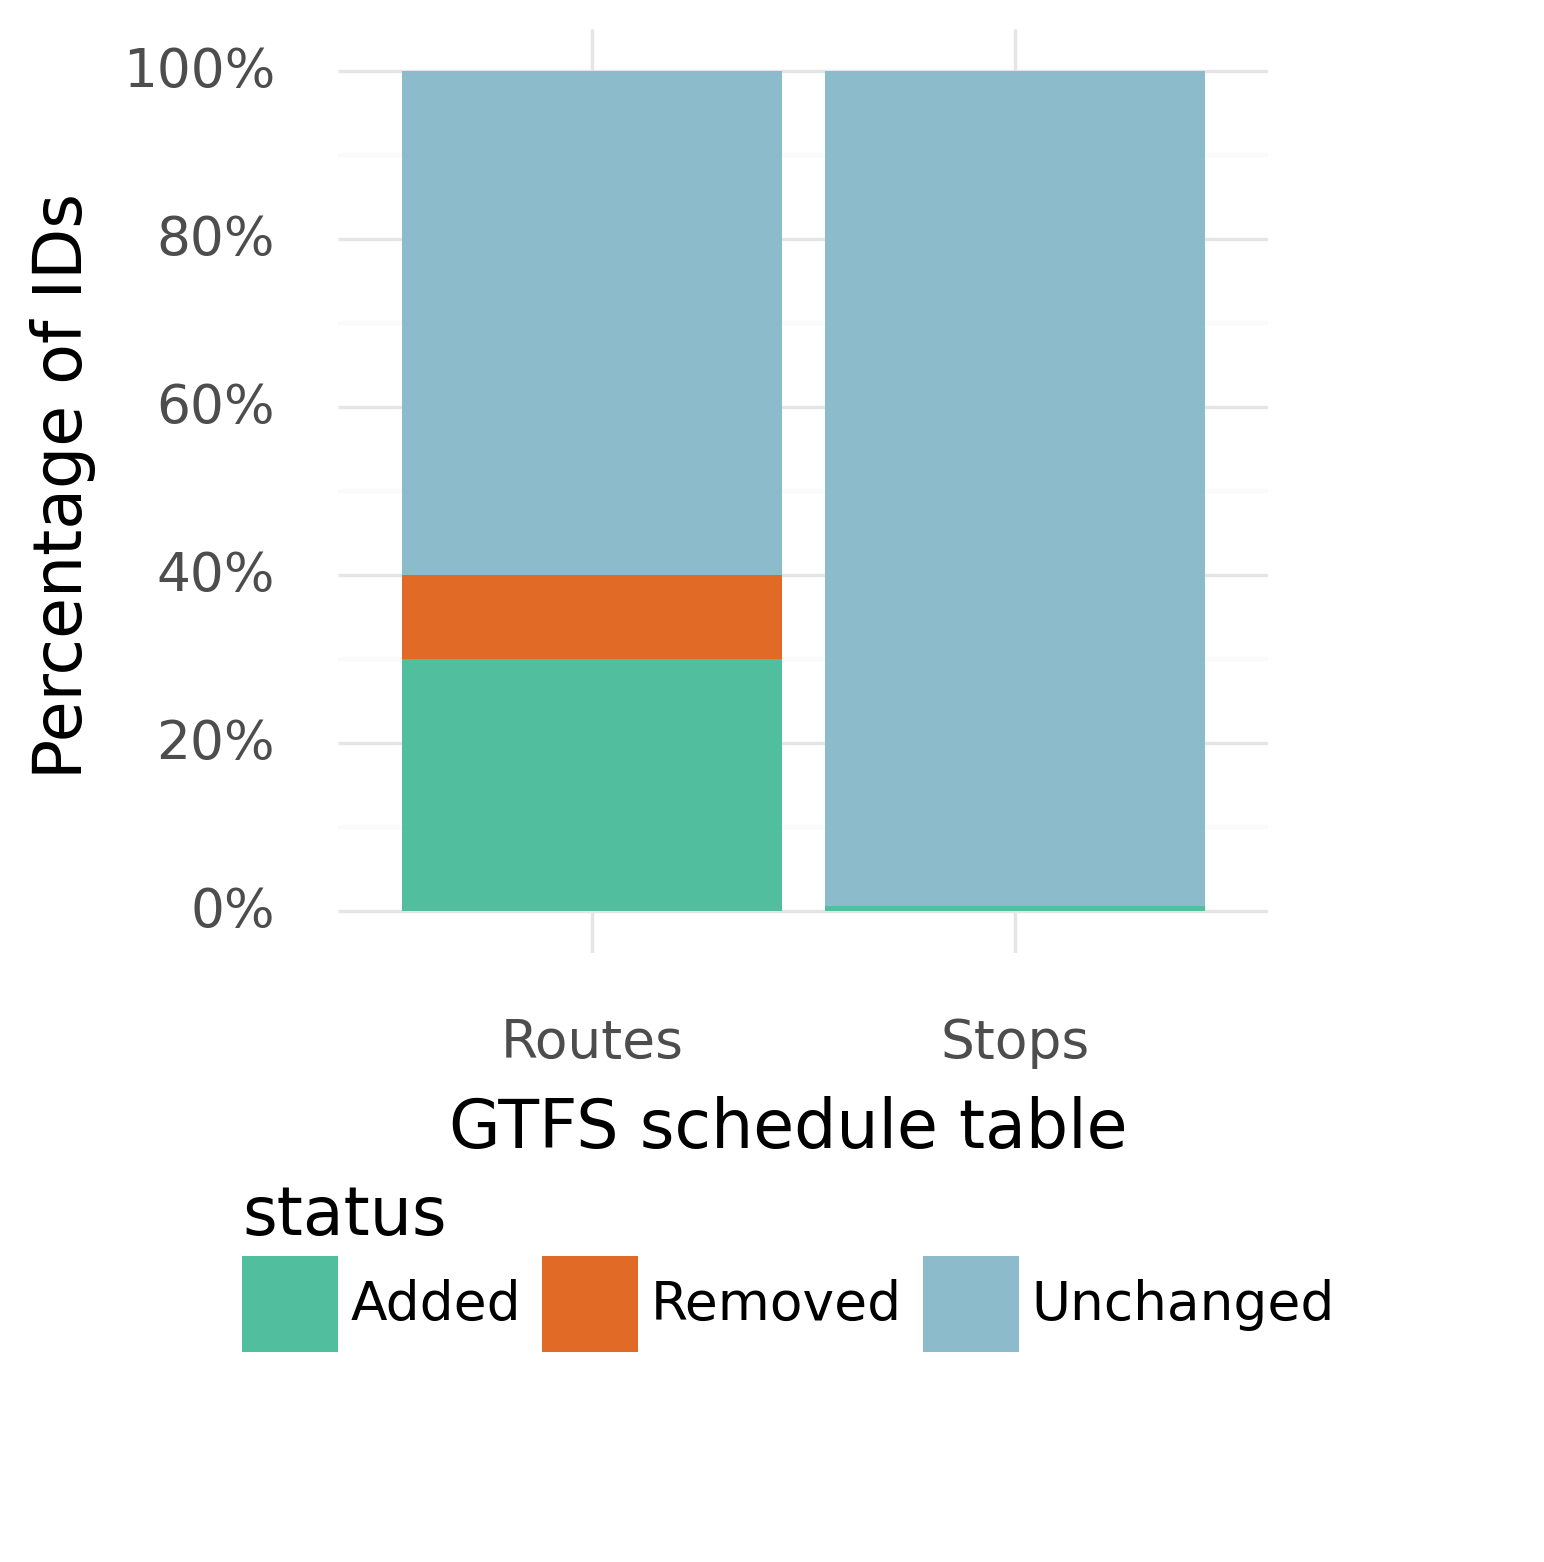 Percentage of IDs
100%
80%
60%
40%
20%
0%
Routes Stops
GTFS schedule table
status
Added Removed Unchanged